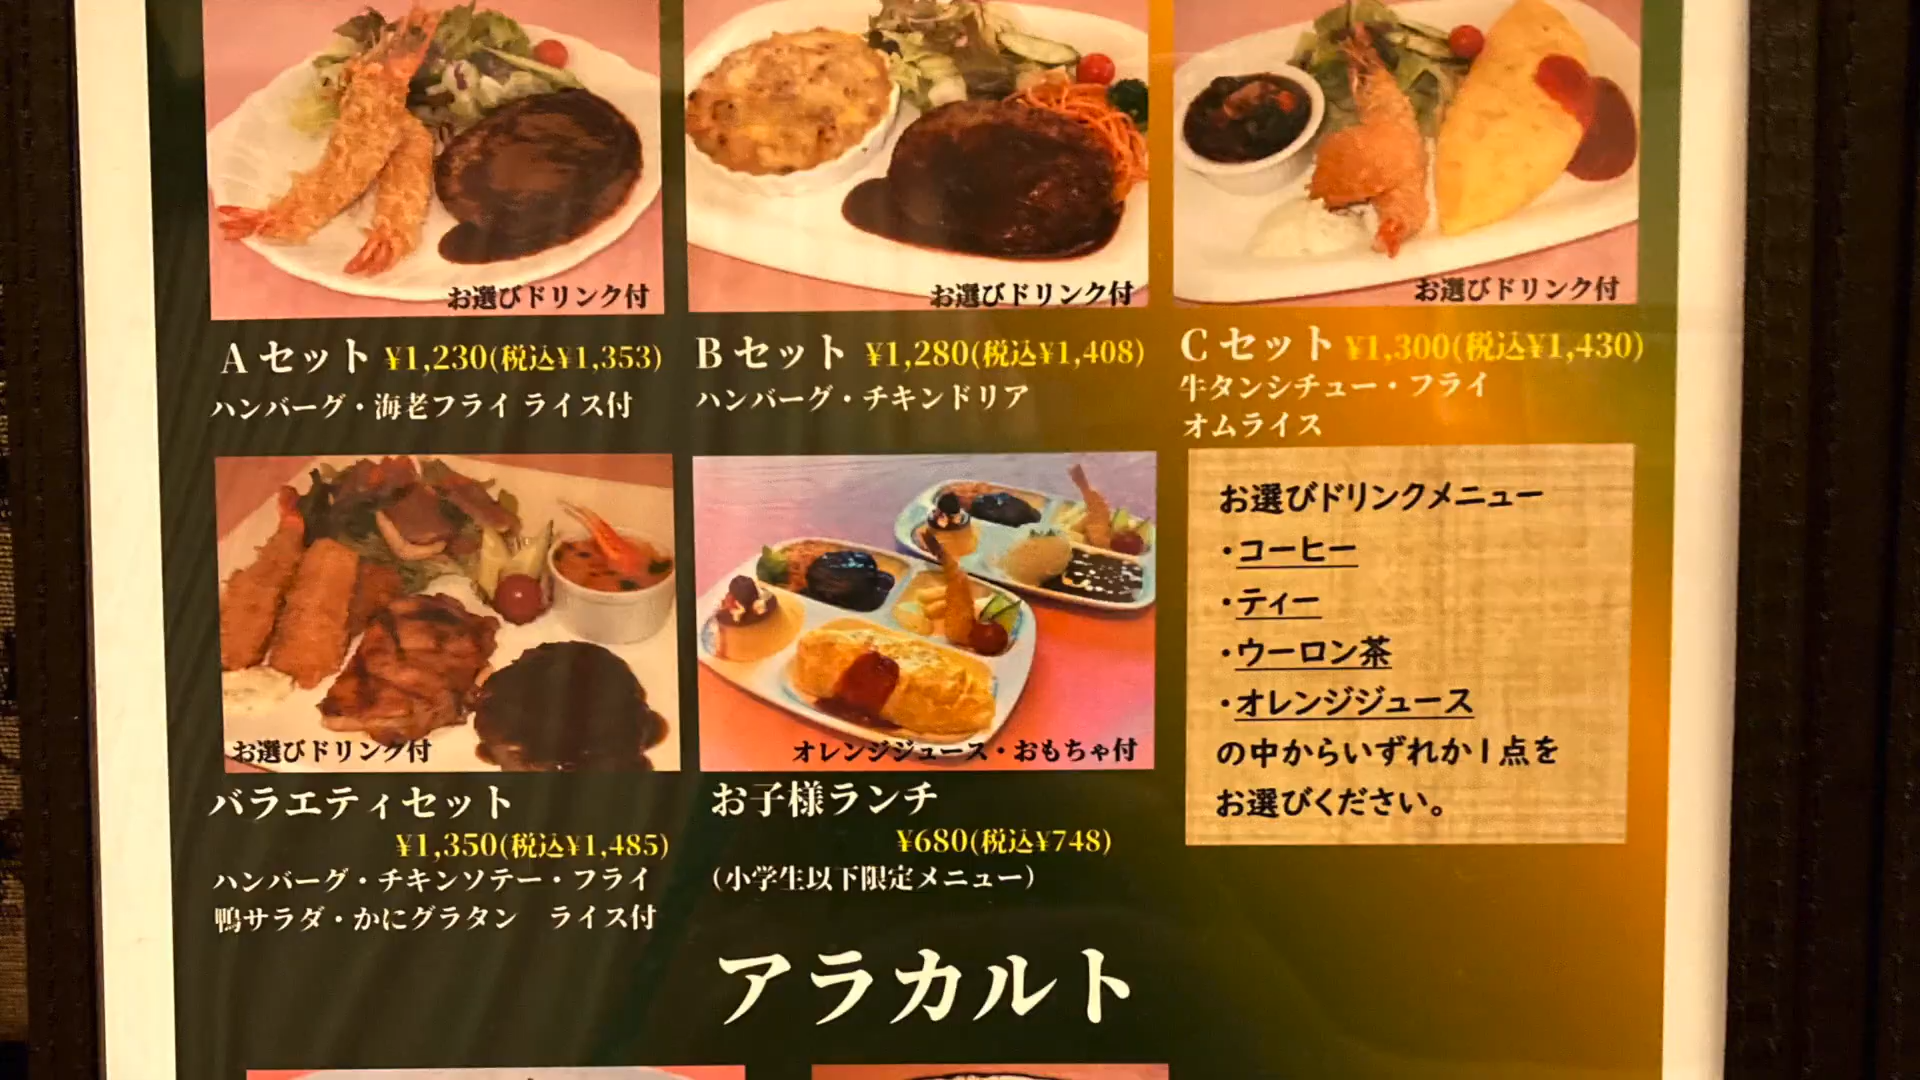 お選びドリンク付
お選びドリンク付
お選びドリンク付
A セット ¥1,230(税込¥1,353)
ハンバーグ・海老フライ ライス付
B セット ¥1,280(税込¥1,408)
ハンバーグ・チキンドリア
C セット ¥1,300(税込¥1,430)
牛タンシチュー・フライ
オムライス
お選びドリンク付
バラエティセット
¥1,350(税込¥1,485)
ハンバーグ・チキンソテー・フライ
鴨サラダ・かにグラタン ライス付
オレンジジュース・おもちゃ付
お子様ランチ
¥680(税込¥748)
(小学生以下限定メニュー)
お選びドリンクメニュー
・コーヒー
・ティー
・ウーロン茶
・オレンジジュース
の中からいずれか1点を
お選びください。
アラカルト